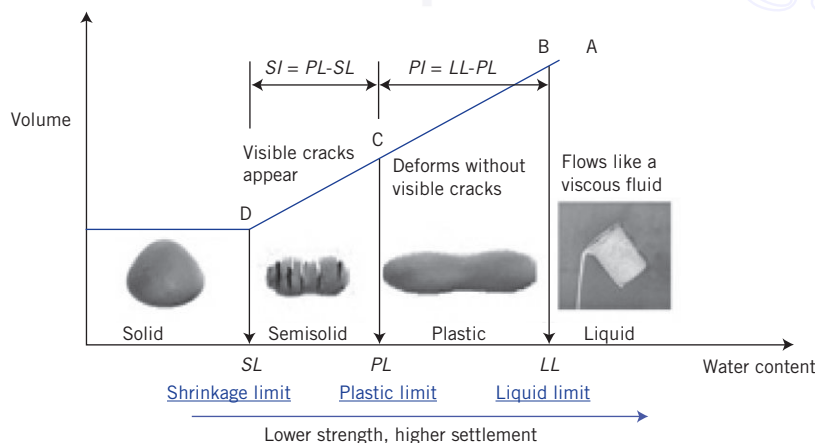 B A
SI = PL-SL PI = LL-PL
Volume
C
Visible cracks
appear
Deforms without
visible cracks
Flows like a
viscous fluid
D
Solid Semisolid Plastic Liquid
SL PL LL Water content
Shrinkage limit Plastic limit Liquid limit
Lower strength, higher settlement